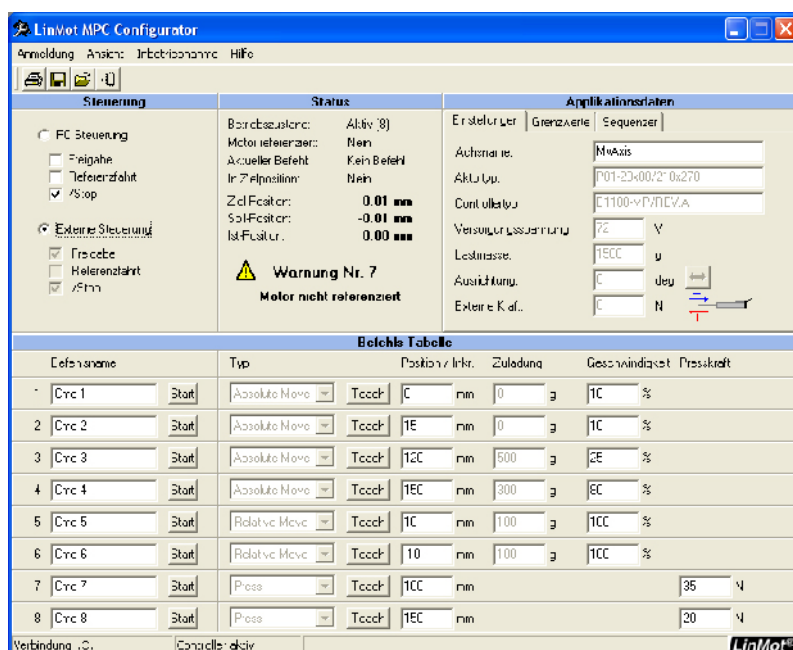 LinMot MPC Configurator
Anmeldung Ansicht Inbetriebnahme Hilfe
Steuerung
PC Steuerung
Freigabe
Referenzfahrt
/Stop
Externe Steuerung
Freigabe
Referenzfahrt
/Stop
Status
Betriebszustand: Aktiv (8)
Motor referenziert: Nein
Aktueller Befehl: Kein Befehl
In Zielposition: Nein
Ziel-Position: 0.01 mm
Soll-Position: -0.01 mm
Ist-Position: 0.00 mm
Warnung Nr. 7
Motor nicht referenziert
Applikationsdaten
Einstellungen Grenzwerte Sequenzer
Achsname: MyAxis
Aktortyp:
Controllertyp:
Versorgungsspannung: 72 V
Lastmasse: 1500 g
Ausrichtung: 0 deg
Externe Kraft: 0 N
Befehls Tabelle
Befehlsname Typ Position / Inkr. Zuladung Geschwindigkeit Presskraft
1 Cmd 1 Start Absolute Move Teach 0 mm 0 g 10 %
2 Cmd 2 Start Absolute Move Teach 15 mm 0 g 10 %
3 Cmd 3 Start Absolute Move Teach 120 mm 500 g 25 %
4 Cmd 4 Start Absolute Move Teach 150 mm 300 g 80 %
5 Cmd 5 Start Relative Move Teach 10 mm 100 g 100 %
6 Cmd 6 Start Relative Move Teach 10 mm 100 g 100 %
7 Cmd 7 Start Press Teach 100 mm 35 N
8 Cmd 8 Start Press Teach 150 mm 20 N
Verbindung Controller aktiv LinMot®